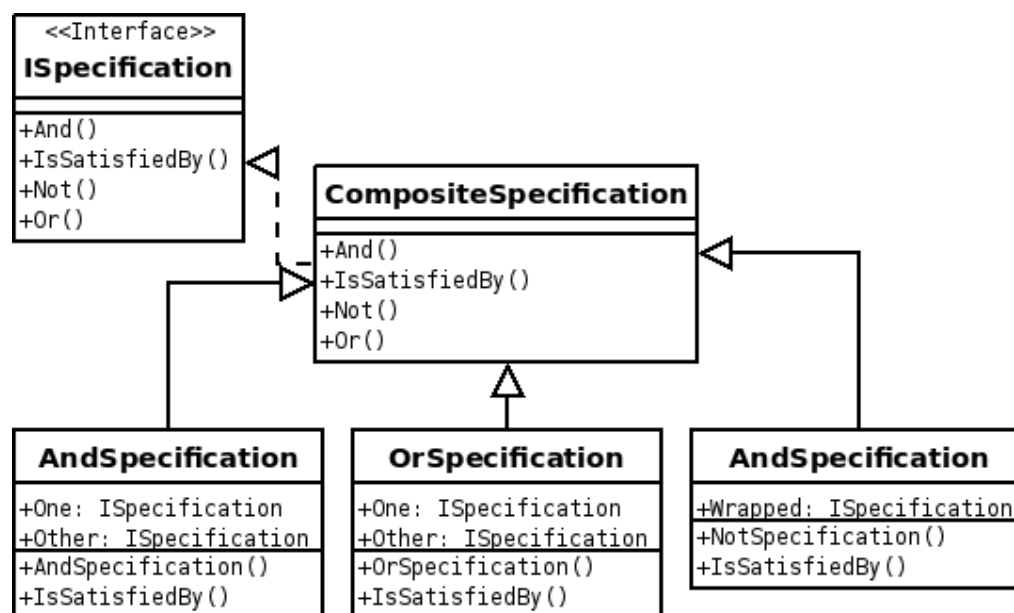 <<Interface>>
ISpecification
+And()
+IsSatisfiedBy()
+Not()
+Or()
CompositeSpecification
+And()
+IsSatisfiedBy()
+Not()
+Or()
AndSpecification
+One: ISpecification
+Other: ISpecification
+AndSpecification()
+IsSatisfiedBy()
OrSpecification
+One: ISpecification
+Other: ISpecification
+OrSpecification()
+IsSatisfiedBy()
AndSpecification
+Wrapped: ISpecification
+NotSpecification()
+IsSatisfiedBy()